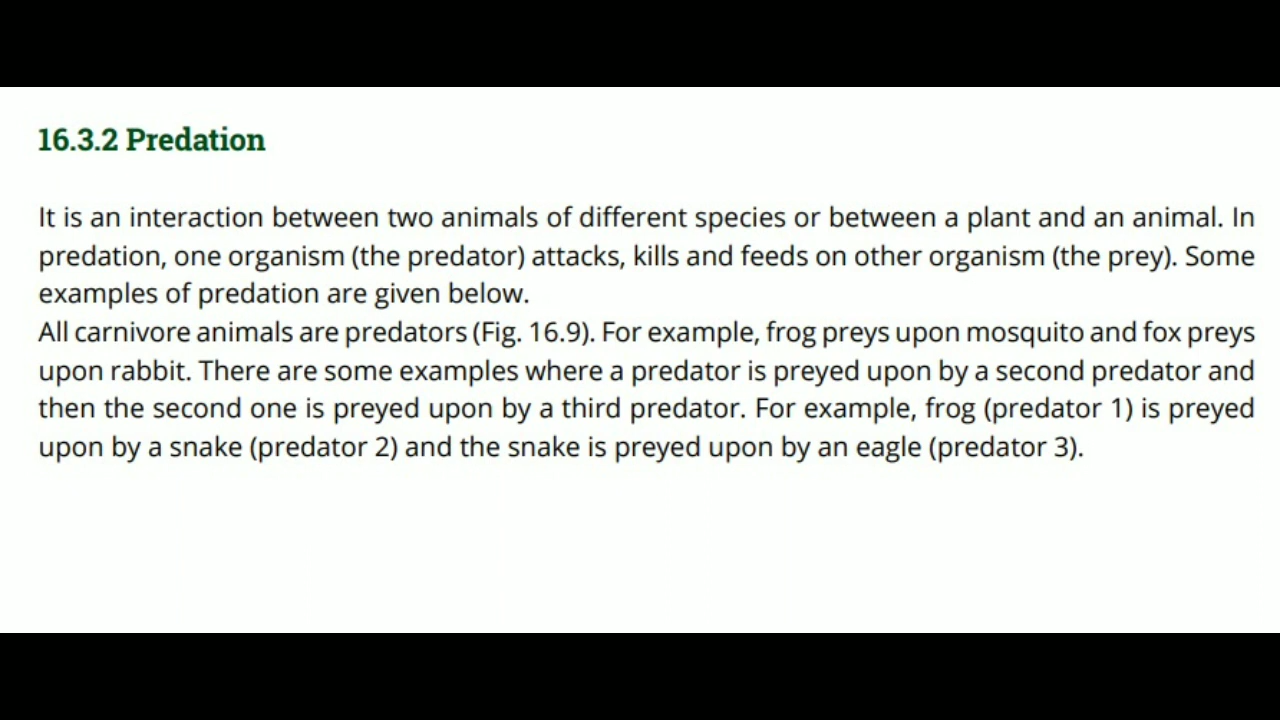 16.3.2 Predation
It is an interaction between two animals of different species or between a plant and an animal. In
predation, one organism (the predator) attacks, kills and feeds on other organism (the prey). Some
examples of predation are given below.
All carnivore animals are predators (Fig. 16.9). For example, frog preys upon mosquito and fox preys
upon rabbit. There are some examples where a predator is preyed upon by a second predator and
then the second one is preyed upon by a third predator. For example, frog (predator 1) is preyed
upon by a snake (predator 2) and the snake is preyed upon by an eagle (predator 3).